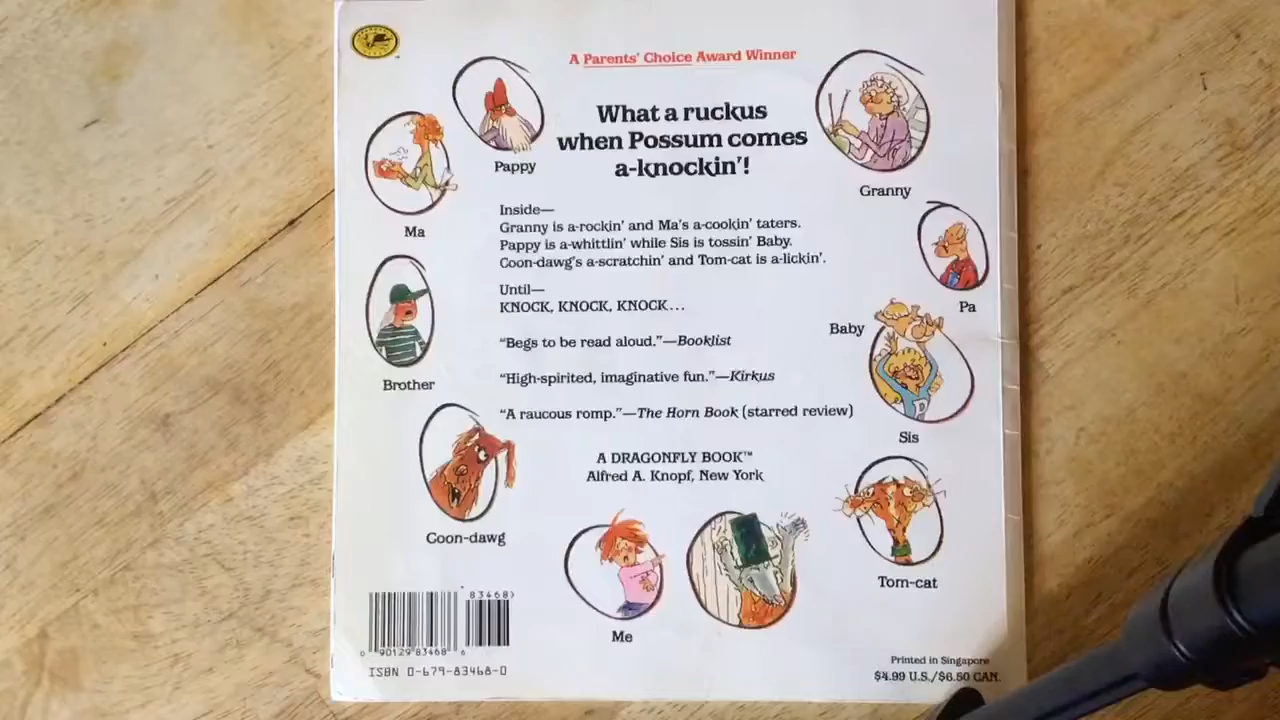 A Parents' Choice Award Winner
What a ruckus
when Possum comes
a-knockin'!
Pappy
Granny
Ma
Inside—
Granny is a-rockin' and Ma's a-cookin' taters.
Pappy is a-whittlin' while Sis is tossin' Baby.
Coon-dawg's a-scratchin' and Tom-cat is a-lickin'.
Until—
KNOCK, KNOCK, KNOCK...
Pa
Baby
"Begs to be read aloud."—Booklist
"High-spirited, imaginative fun."—Kirkus
Brother
"A raucous romp."—The Horn Book (starred review)
Sis
A DRAGONFLY BOOK™
Alfred A. Knopf, New York
Coon-dawg
Tom-cat
Me
83468
0 90129 83468 6
ISBN 0-679-83468-0
Printed in Singapore
$4.99 U.S./$6.50 CAN.